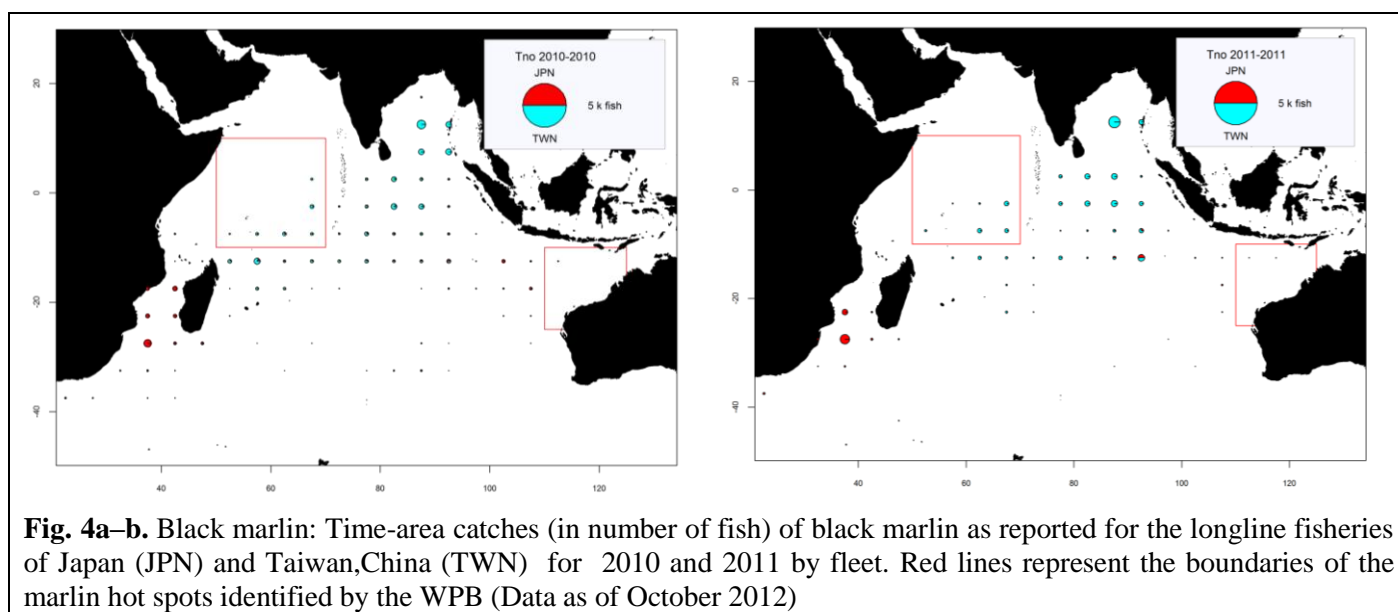 Tno 2010-2010
JPN
5 k fish
TWN
20
0
-20
-40
40
60
80
100
120
Tno 2011-2011
JPN
5 k fish
TWN
20
0
-20
-40
40
60
80
100
120
Fig. 4a–b. Black marlin: Time-area catches (in number of fish) of black marlin as reported for the longline fisheries
of Japan (JPN) and Taiwan,China (TWN) for 2010 and 2011 by fleet. Red lines represent the boundaries of the
marlin hot spots identified by the WPB (Data as of October 2012)